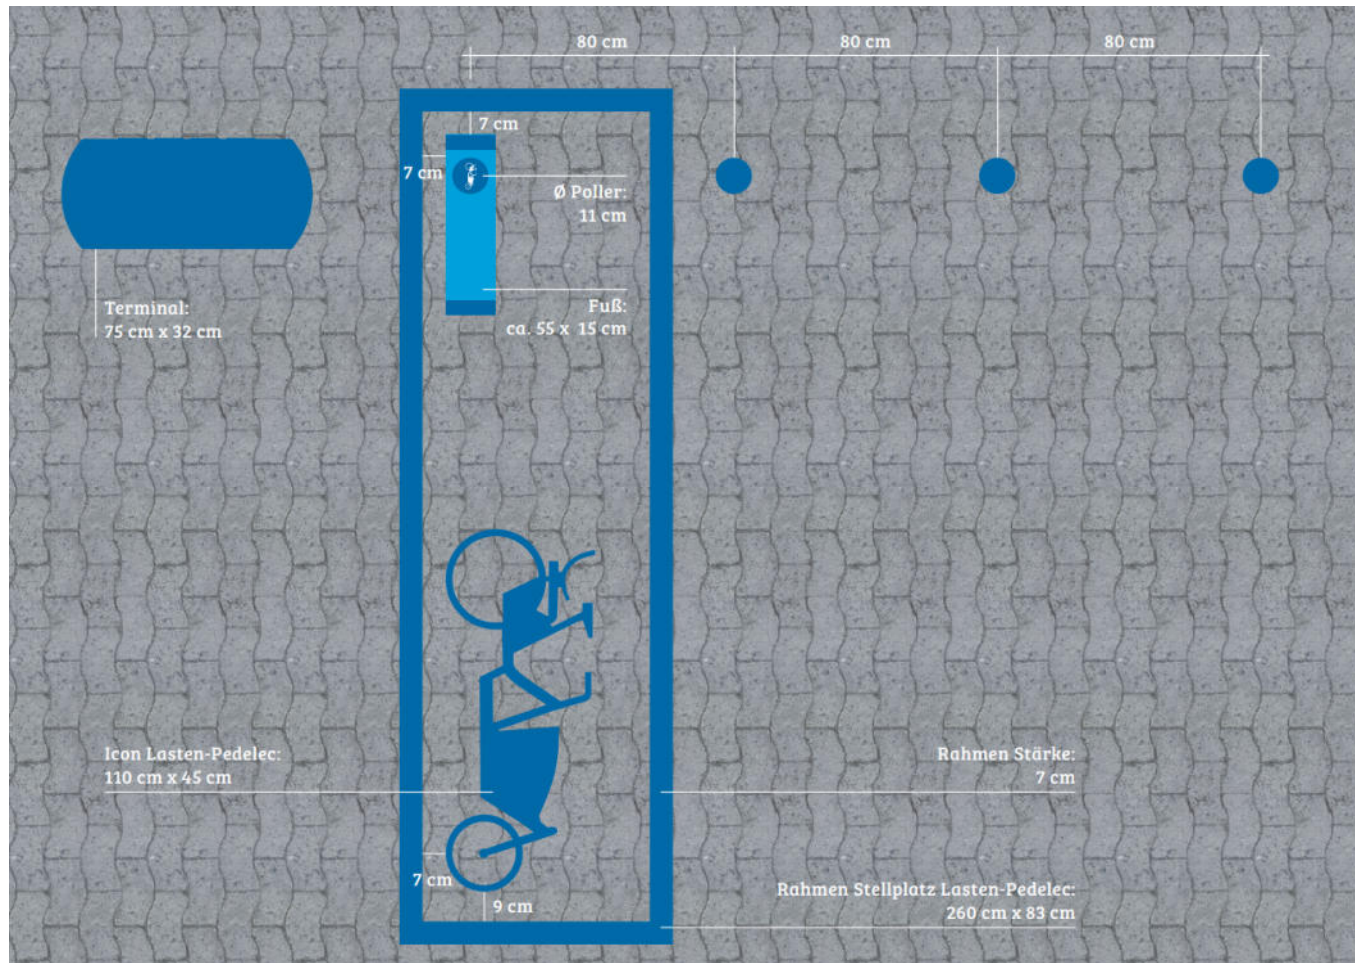 80 cm
80 cm
80 cm
7 cm
7 cm
Ø Poller:
11 cm
Terminal:
75 cm x 32 cm
Fuß:
ca. 55 x 15 cm
Icon Lasten-Pedelec:
110 cm x 45 cm
Rahmen Stärke:
7 cm
7 cm
9 cm
Rahmen Stellplatz Lasten-Pedelec:
260 cm x 83 cm